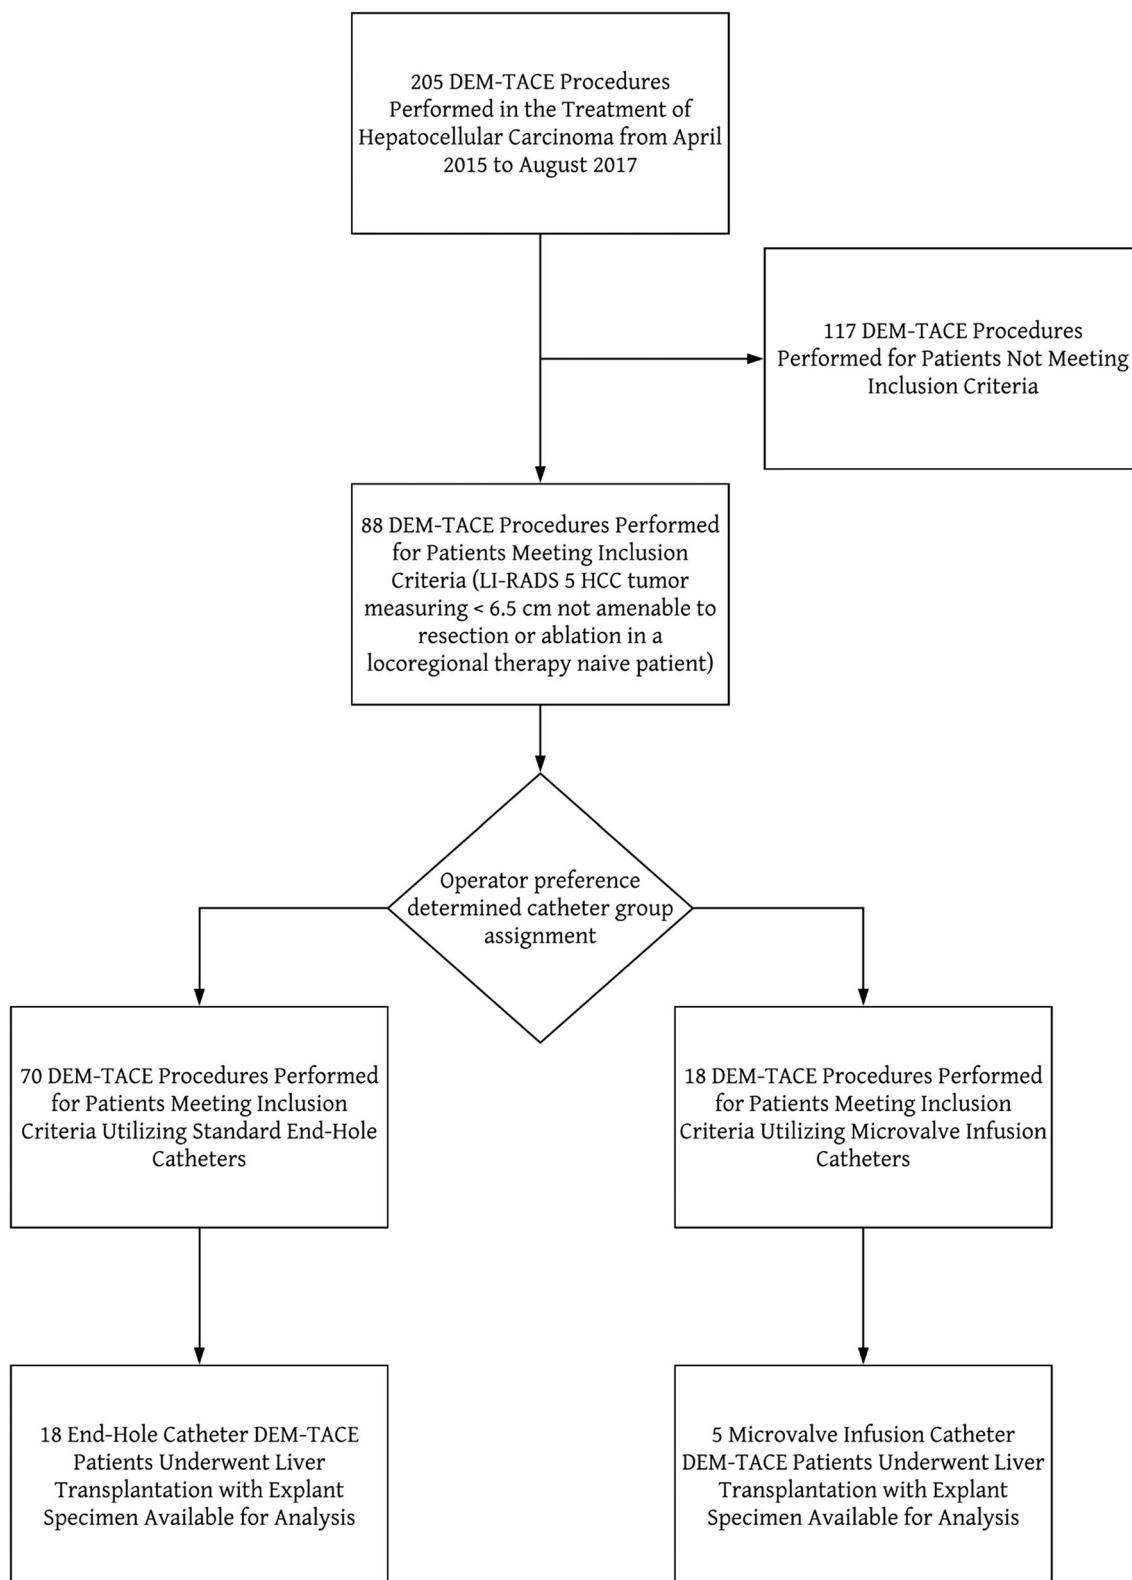 205 DEM-TACE Procedures
Performed in the Treatment of
Hepatocellular Carcinoma from April
2015 to August 2017
117 DEM-TACE Procedures
Performed for Patients Not Meeting
Inclusion Criteria
88 DEM-TACE Procedures Performed
for Patients Meeting Inclusion
Criteria (LI-RADS 5 HCC tumor
measuring < 6.5 cm not amenable to
resection or ablation in a
locoregional therapy naive patient)
Operator preference
determined catheter group
assignment
70 DEM-TACE Procedures Performed
for Patients Meeting Inclusion
Criteria Utilizing Standard End-Hole
Catheters
18 DEM-TACE Procedures Performed
for Patients Meeting Inclusion
Criteria Utilizing Microvalve Infusion
Catheters
18 End-Hole Catheter DEM-TACE
Patients Underwent Liver
Transplantation with Explant
Specimen Available for Analysis
5 Microvalve Infusion Catheter
DEM-TACE Patients Underwent Liver
Transplantation with Explant
Specimen Available for Analysis